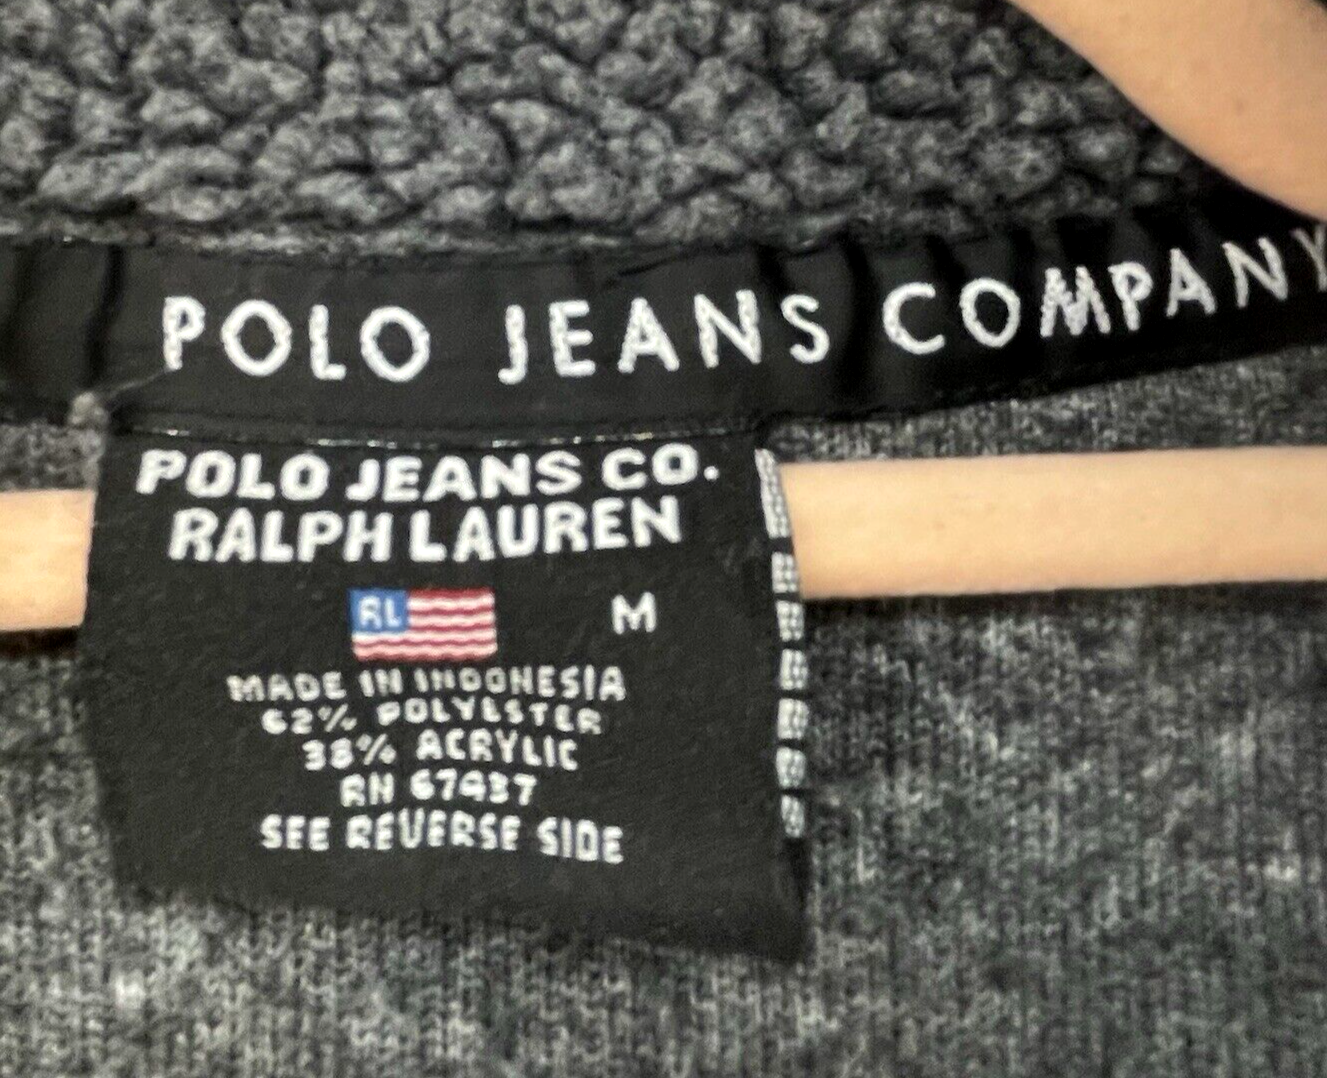 POLO JEANS COMPANY
POLO JEANS CO.
RALPH LAUREN
RL
M
MADE IN INDONESIA
62% POLYESTER
38% ACRYLIC
RN 67437
SEE REVERSE SIDE